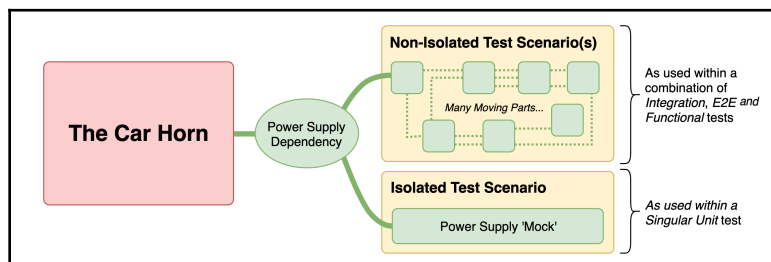 The Car Horn
Power Supply
Dependency
Non-Isolated Test Scenario(s)
Many Moving Parts...
As used within a
combination of
Integration, E2E and
Functional tests
Isolated Test Scenario
Power Supply 'Mock'
As used within a
Singular Unit test